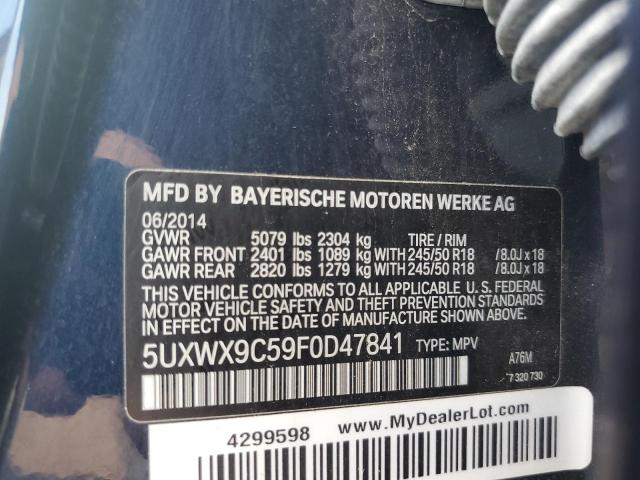 MFD BY BAYERISCHE MOTOREN WERKE AG
06/2014
GVWR 5079 lbs 2304 kg TIRE / RIM
GAWR FRONT 2401 lbs 1089 kg WITH 245/50 R18 /8.0J x 18
GAWR REAR 2820 lbs 1279 kg WITH 245/50 R18 /8.0J x 18
THIS VEHICLE CONFORMS TO ALL APPLICABLE U. S. FEDERAL
MOTOR VEHICLE SAFETY AND THEFT PREVENTION STANDARDS
IN EFFECT ON THE DATE OF MANUFACTURE SHOWN ABOVE.
5UXWX9C59F0D47841 TYPE: MPV
A76M
7 320 730
4299598 www.MyDealerLot.com